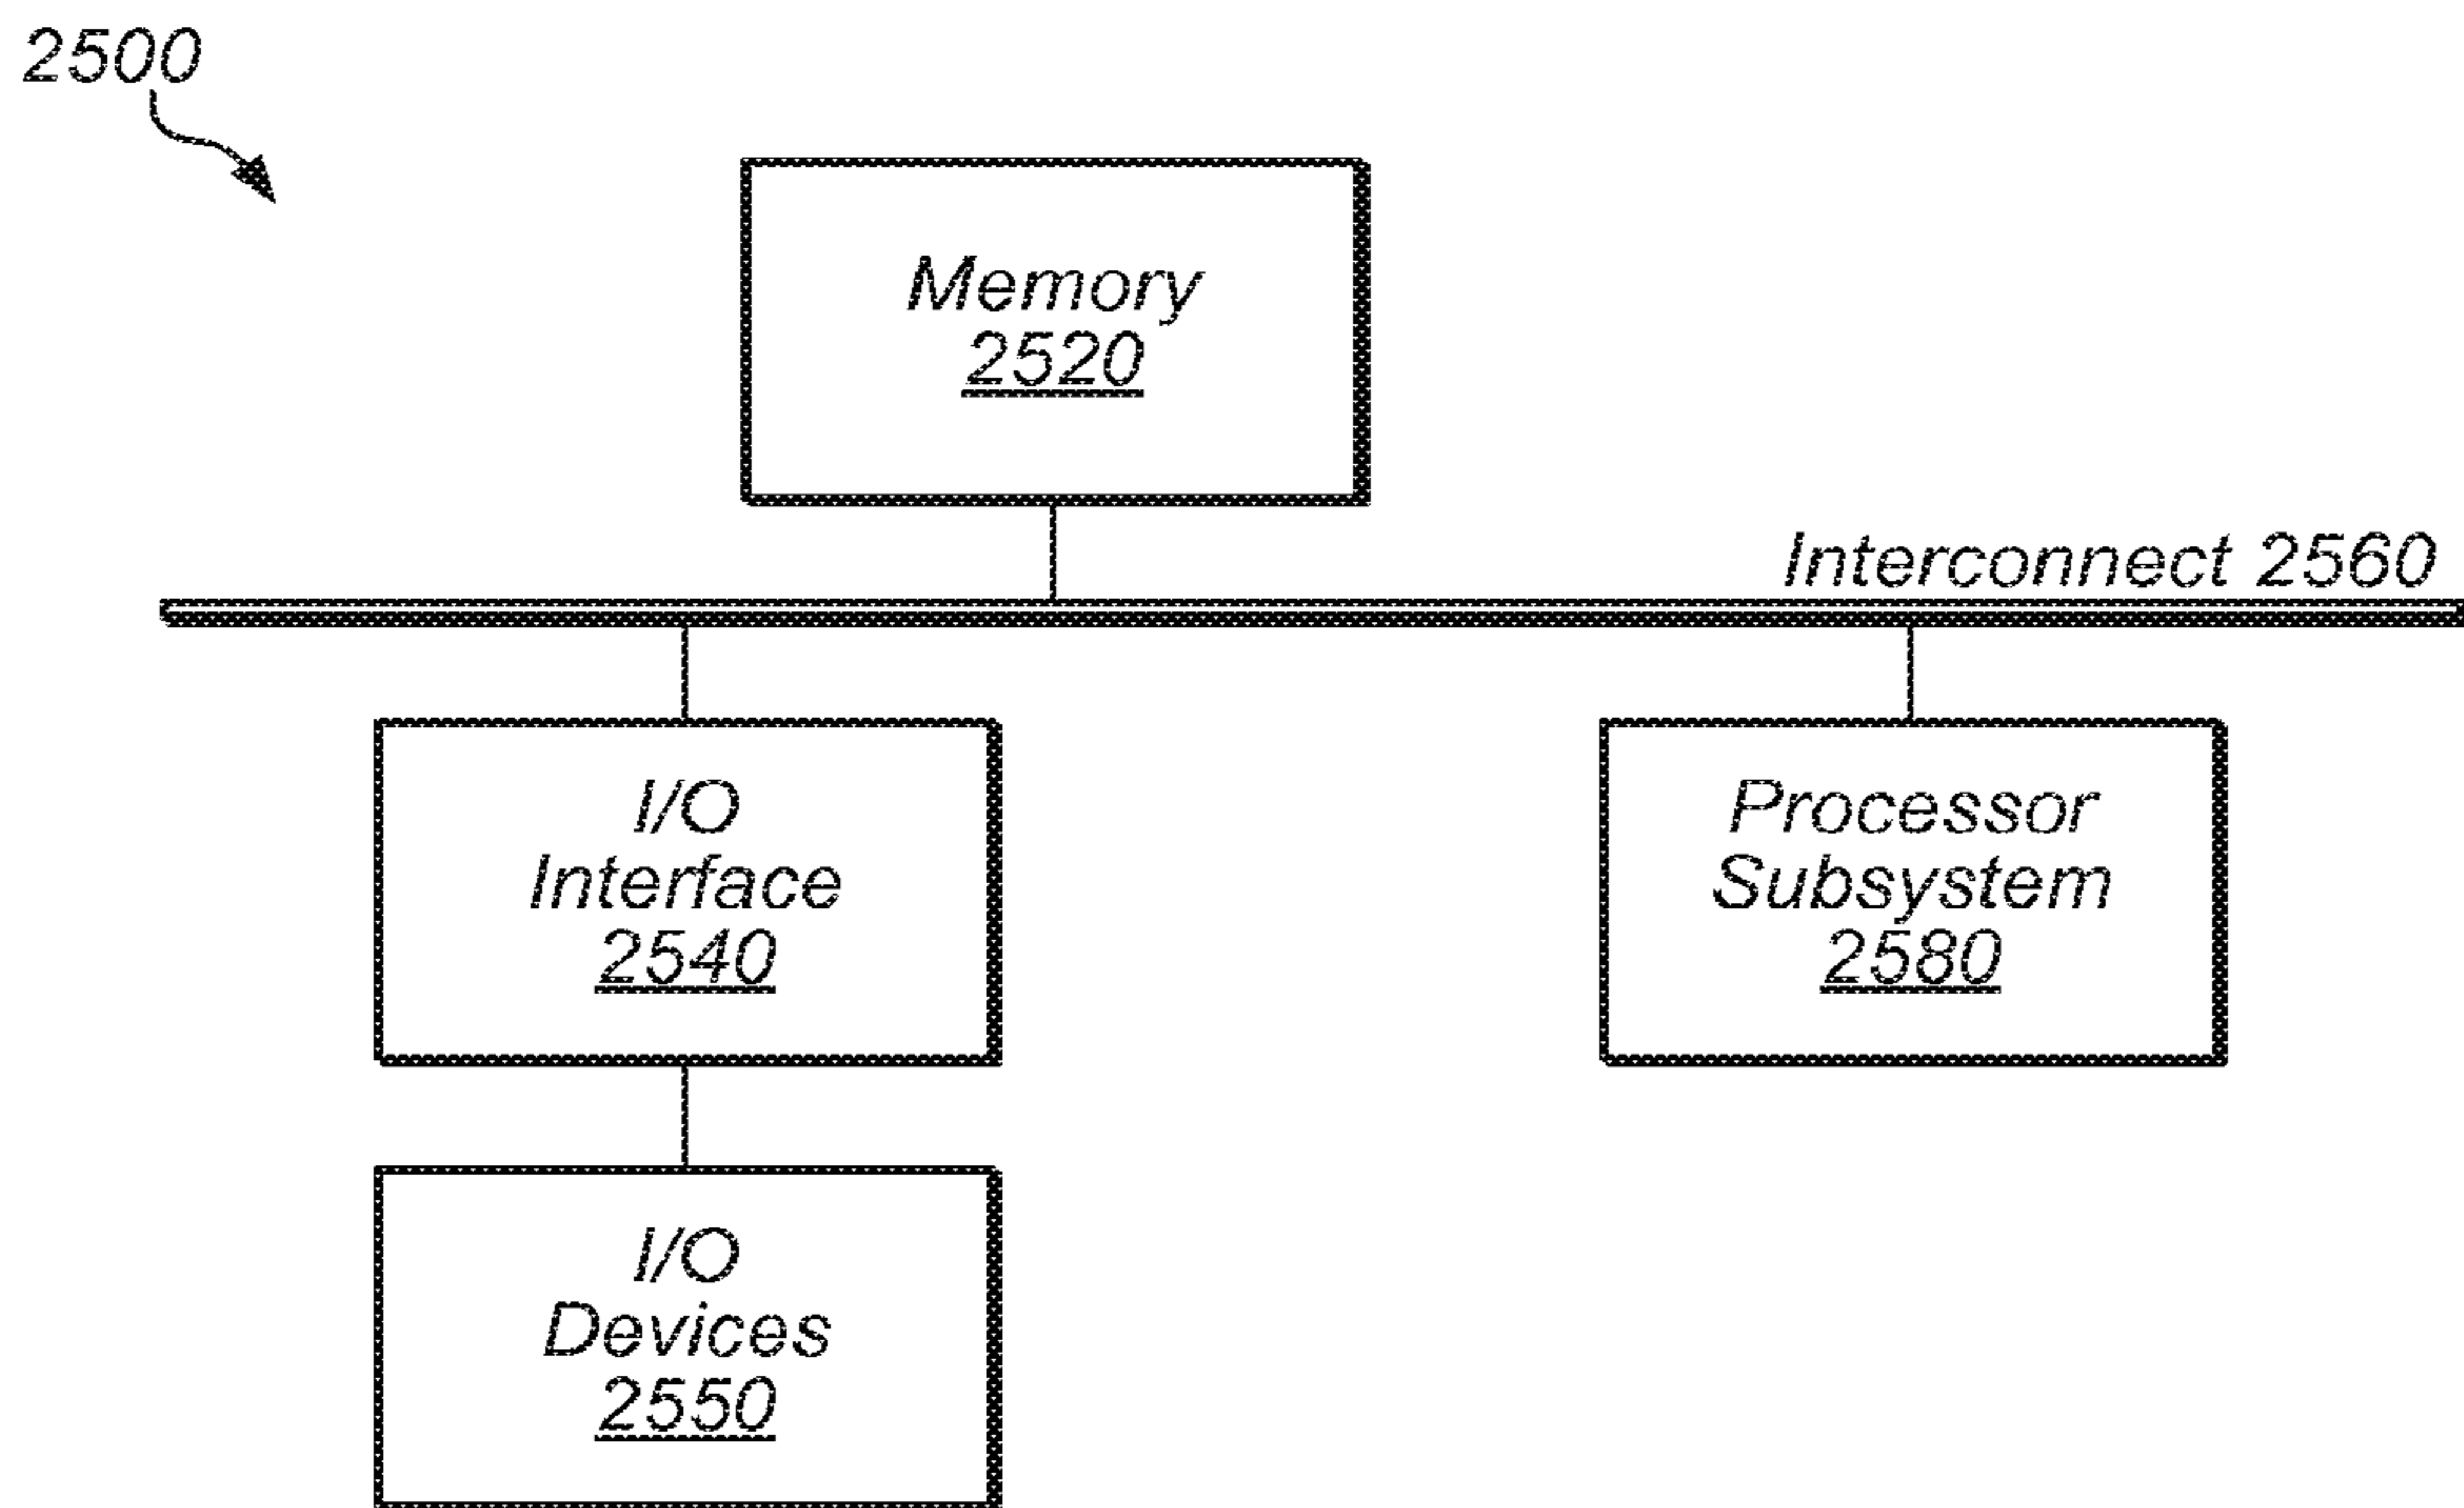 2500
Memory
2520
Interconnect 2560
I/O
Interface
2540
Processor
Subsystem
2580
I/O
Devices
2550